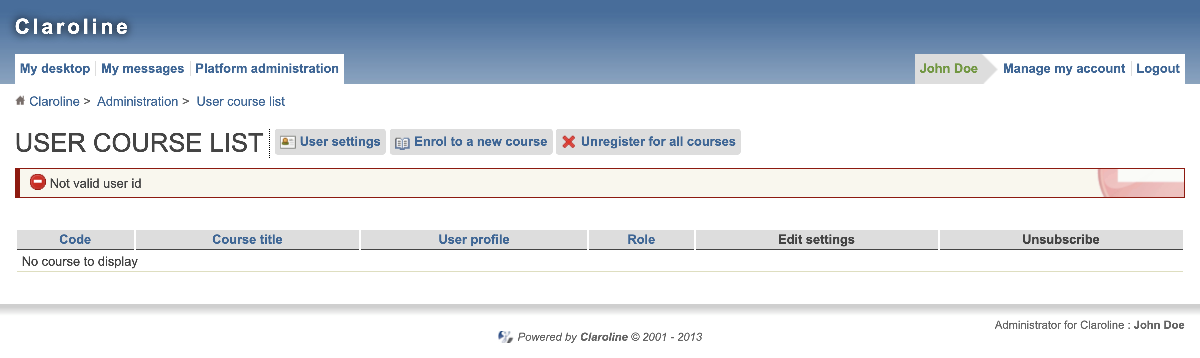 Claroline
My desktop My messages Platform administration John Doe Manage my account Logout
Claroline > Administration > User course list
USER COURSE LIST User settings Enrol to a new course Unregister for all courses
Not valid user id
Code Course title User profile Role Edit settings Unsubscribe
No course to display
Administrator for Claroline : John Doe
Powered by Claroline © 2001 - 2013